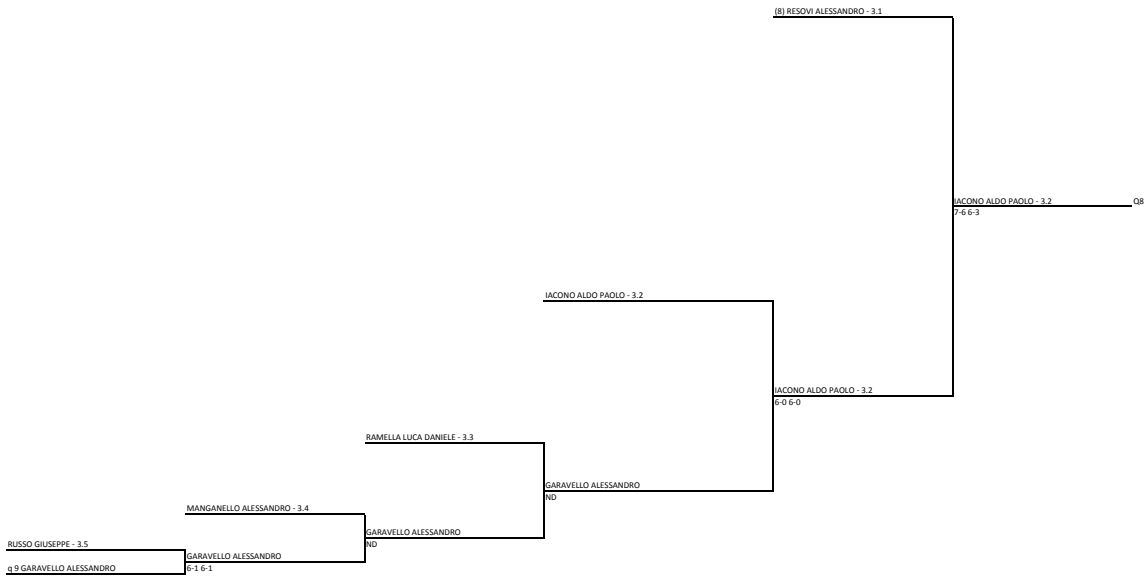 (8) RESOVI ALESSANDRO - 3.1
IACONO ALDO PAOLO - 3.2
Q8
7-6 6-3
IACONO ALDO PAOLO - 3.2
IACONO ALDO PAOLO - 3.2
6-0 6-0
RAMELLA LUCA DANIELE - 3.3
GARAVELLO ALESSANDRO
ND
MANGANELLO ALESSANDRO - 3.4
GARAVELLO ALESSANDRO
ND
RUSSO GIUSEPPE - 3.5
GARAVELLO ALESSANDRO
6-1 6-1
q 9 GARAVELLO ALESSANDRO